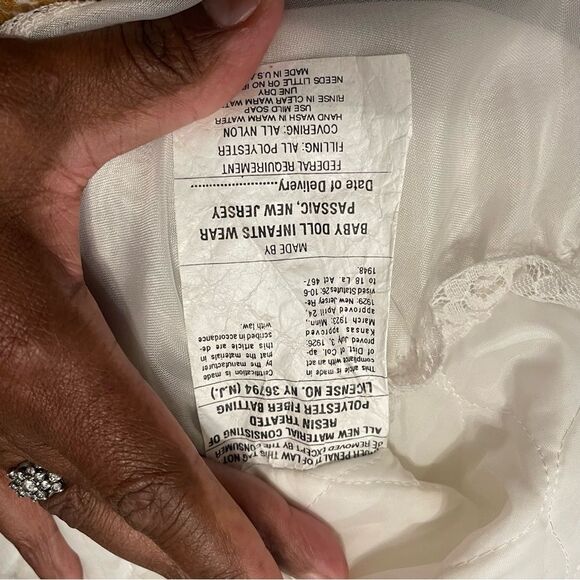 UNDER PENALTY OF LAW THIS TAG NOT
BE REMOVED EXCEPT BY THE CONSUMER
ALL NEW MATERIAL CONSISTING OF
RESIN TREATED
POLYESTER FIBER BATTING
LICENSE NO. NY 36794 (N.J.)
Certification is made
by the manufacturer
that the materials in
this article are de-
scribed in accordance
with law.
This article is made in
compliant with an act
of Dist of Col. ap-
proved July 3, 1926;
Kansas approved
March 1923; Minn.,
approved April 24,
1929; New Jersey Re-
vised Statutes 26:10-6
to 18 La. Act 467-
1948.
MADE BY
BABY DOLL INFANTS WEAR
PASSAIC, NEW JERSEY
Date of Delivery
FEDERAL REQUIREMENT
FILLING: ALL POLYESTER
COVERING: ALL NYLON
HAND WASH IN WARM WATER
USE MILD SOAP
RINSE IN CLEAR WARM WATER
LINE DRY
NEEDS LITTLE OR NO
MADE IN U.S.A.